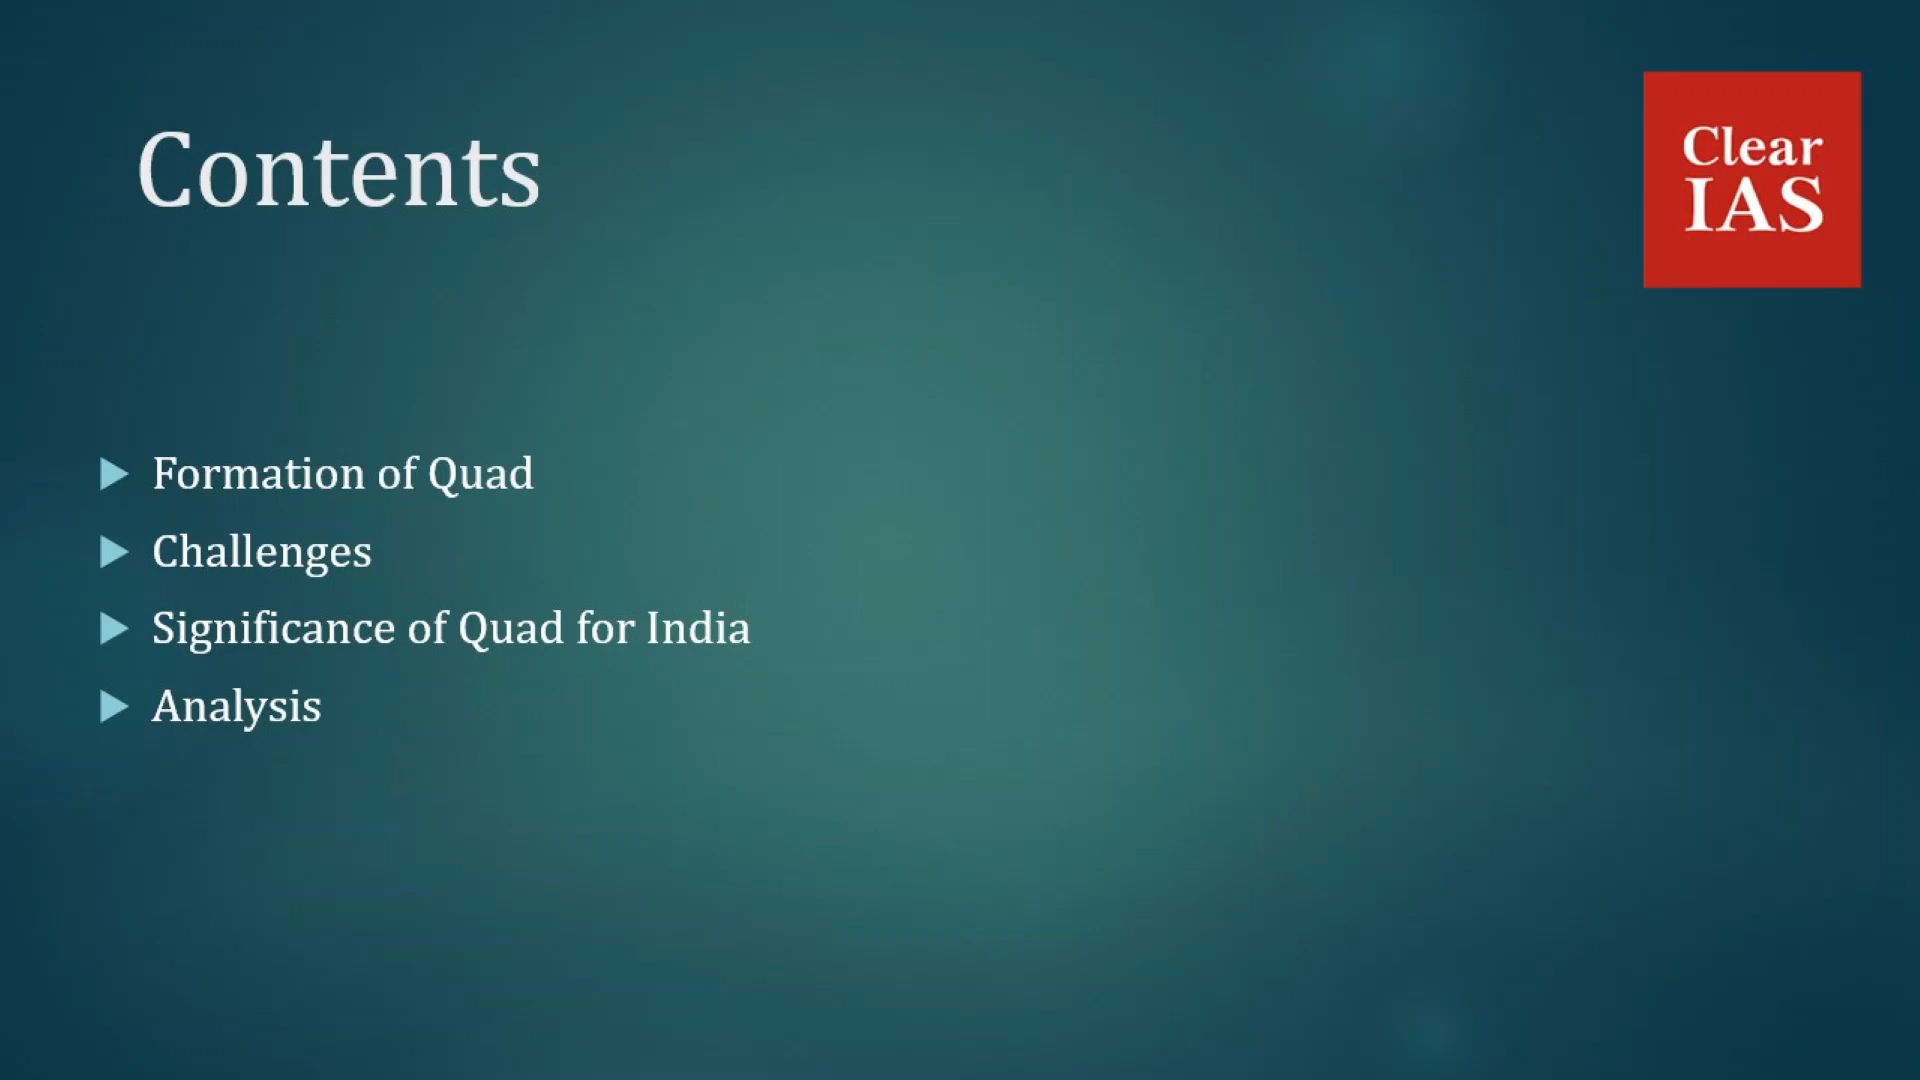 Contents
Clear
IAS
Formation of Quad
Challenges
Significance of Quad for India
Analysis